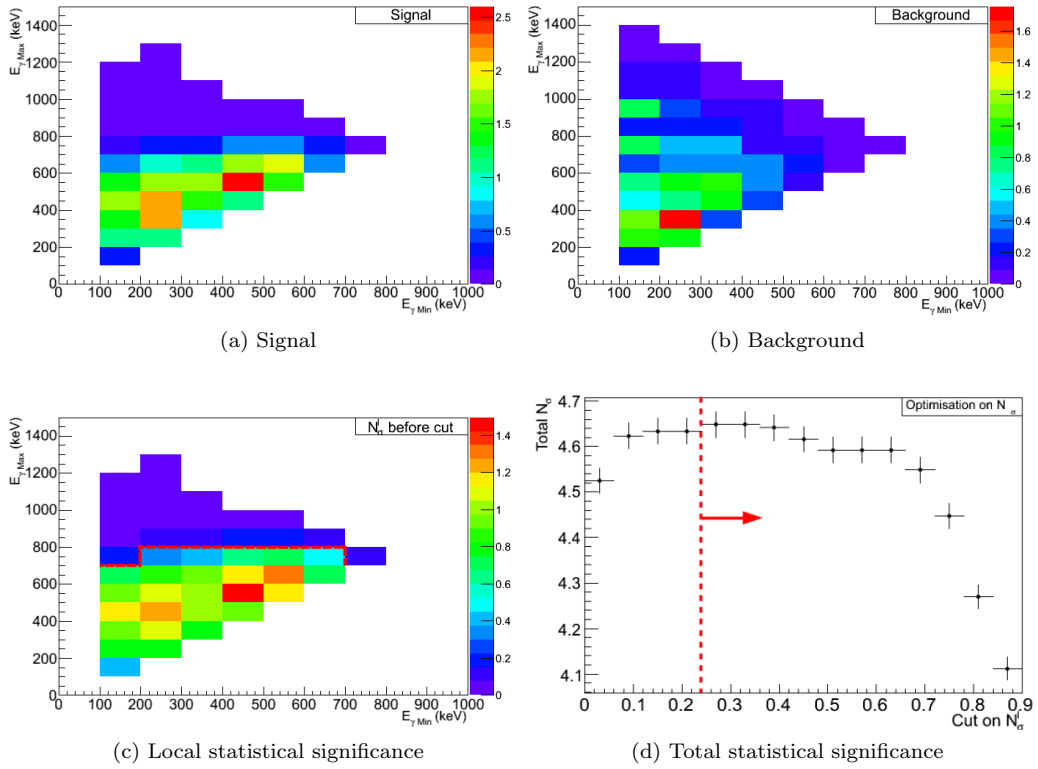 Signal
E_γ Max (keV)
1400
1200
1000
800
600
400
200
0
0 100 200 300 400 500 600 700 800 900 1000
E_γ Min (keV)
2.5
2
1.5
1
0.5
0
(a) Signal
Background
E_γ Max (keV)
1400
1200
1000
800
600
400
200
0
0 100 200 300 400 500 600 700 800 900 1000
E_γ Min (keV)
1.6
1.4
1.2
1
0.8
0.6
0.4
0.2
0
(b) Background
N^l_σ before cut
E_γ Max (keV)
1400
1200
1000
800
600
400
200
0
0 100 200 300 400 500 600 700 800 900 1000
E_γ Min (keV)
1.4
1.2
1
0.8
0.6
0.4
0.2
0
(c) Local statistical significance
Optimisation on N_σ
Total N_σ
4.7
4.6
4.5
4.4
4.3
4.2
4.1
0 0.1 0.2 0.3 0.4 0.5 0.6 0.7 0.8 0.9
Cut on N^l_σ
(d) Total statistical significance